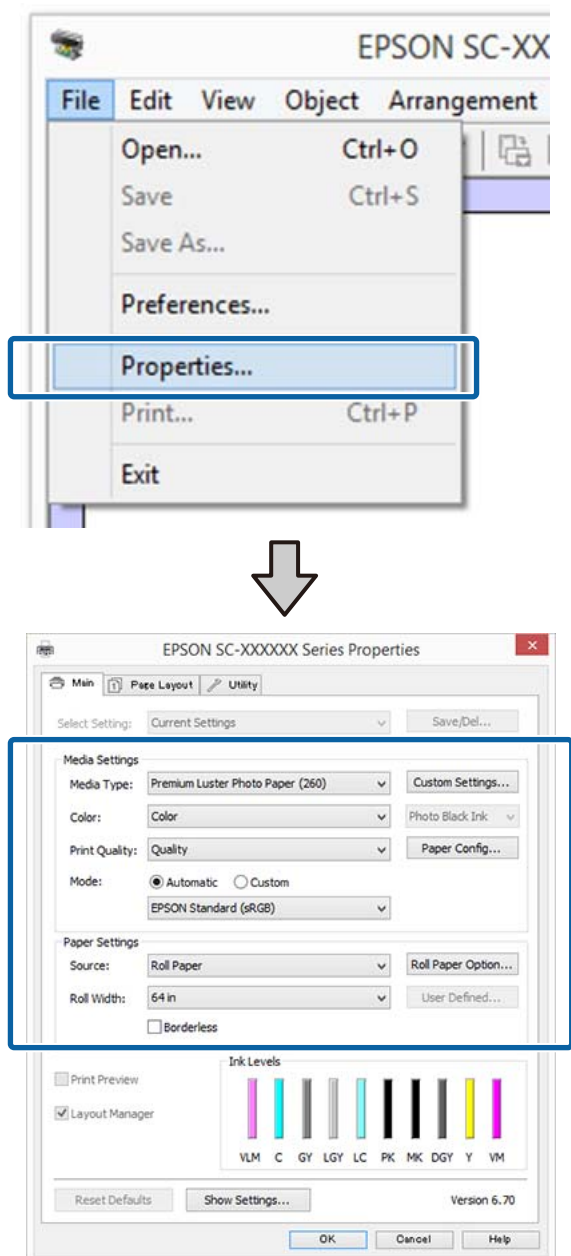 EPSON SC-XX
File Edit View Object Arrangement
Open... Ctrl+O
Save Ctrl+S
Save As...
Preferences...
Properties...
Print... Ctrl+P
Exit
EPSON SC-XXXXXX Series Properties
Main Page Layout Utility
Select Setting: Current Settings Save/Del...
Media Settings
Media Type: Premium Luster Photo Paper (260) Custom Settings...
Color: Color Photo Black Ink
Print Quality: Quality Paper Config...
Mode: Automatic Custom
EPSON Standard (sRGB)
Paper Settings
Source: Roll Paper Roll Paper Option...
Roll Width: 64 in User Defined...
Borderless
Ink Levels
Print Preview
Layout Manager
VLM C GY LGY LC PK MK DGY Y VM
Reset Defaults Show Settings... Version 6.70
OK Cancel Help